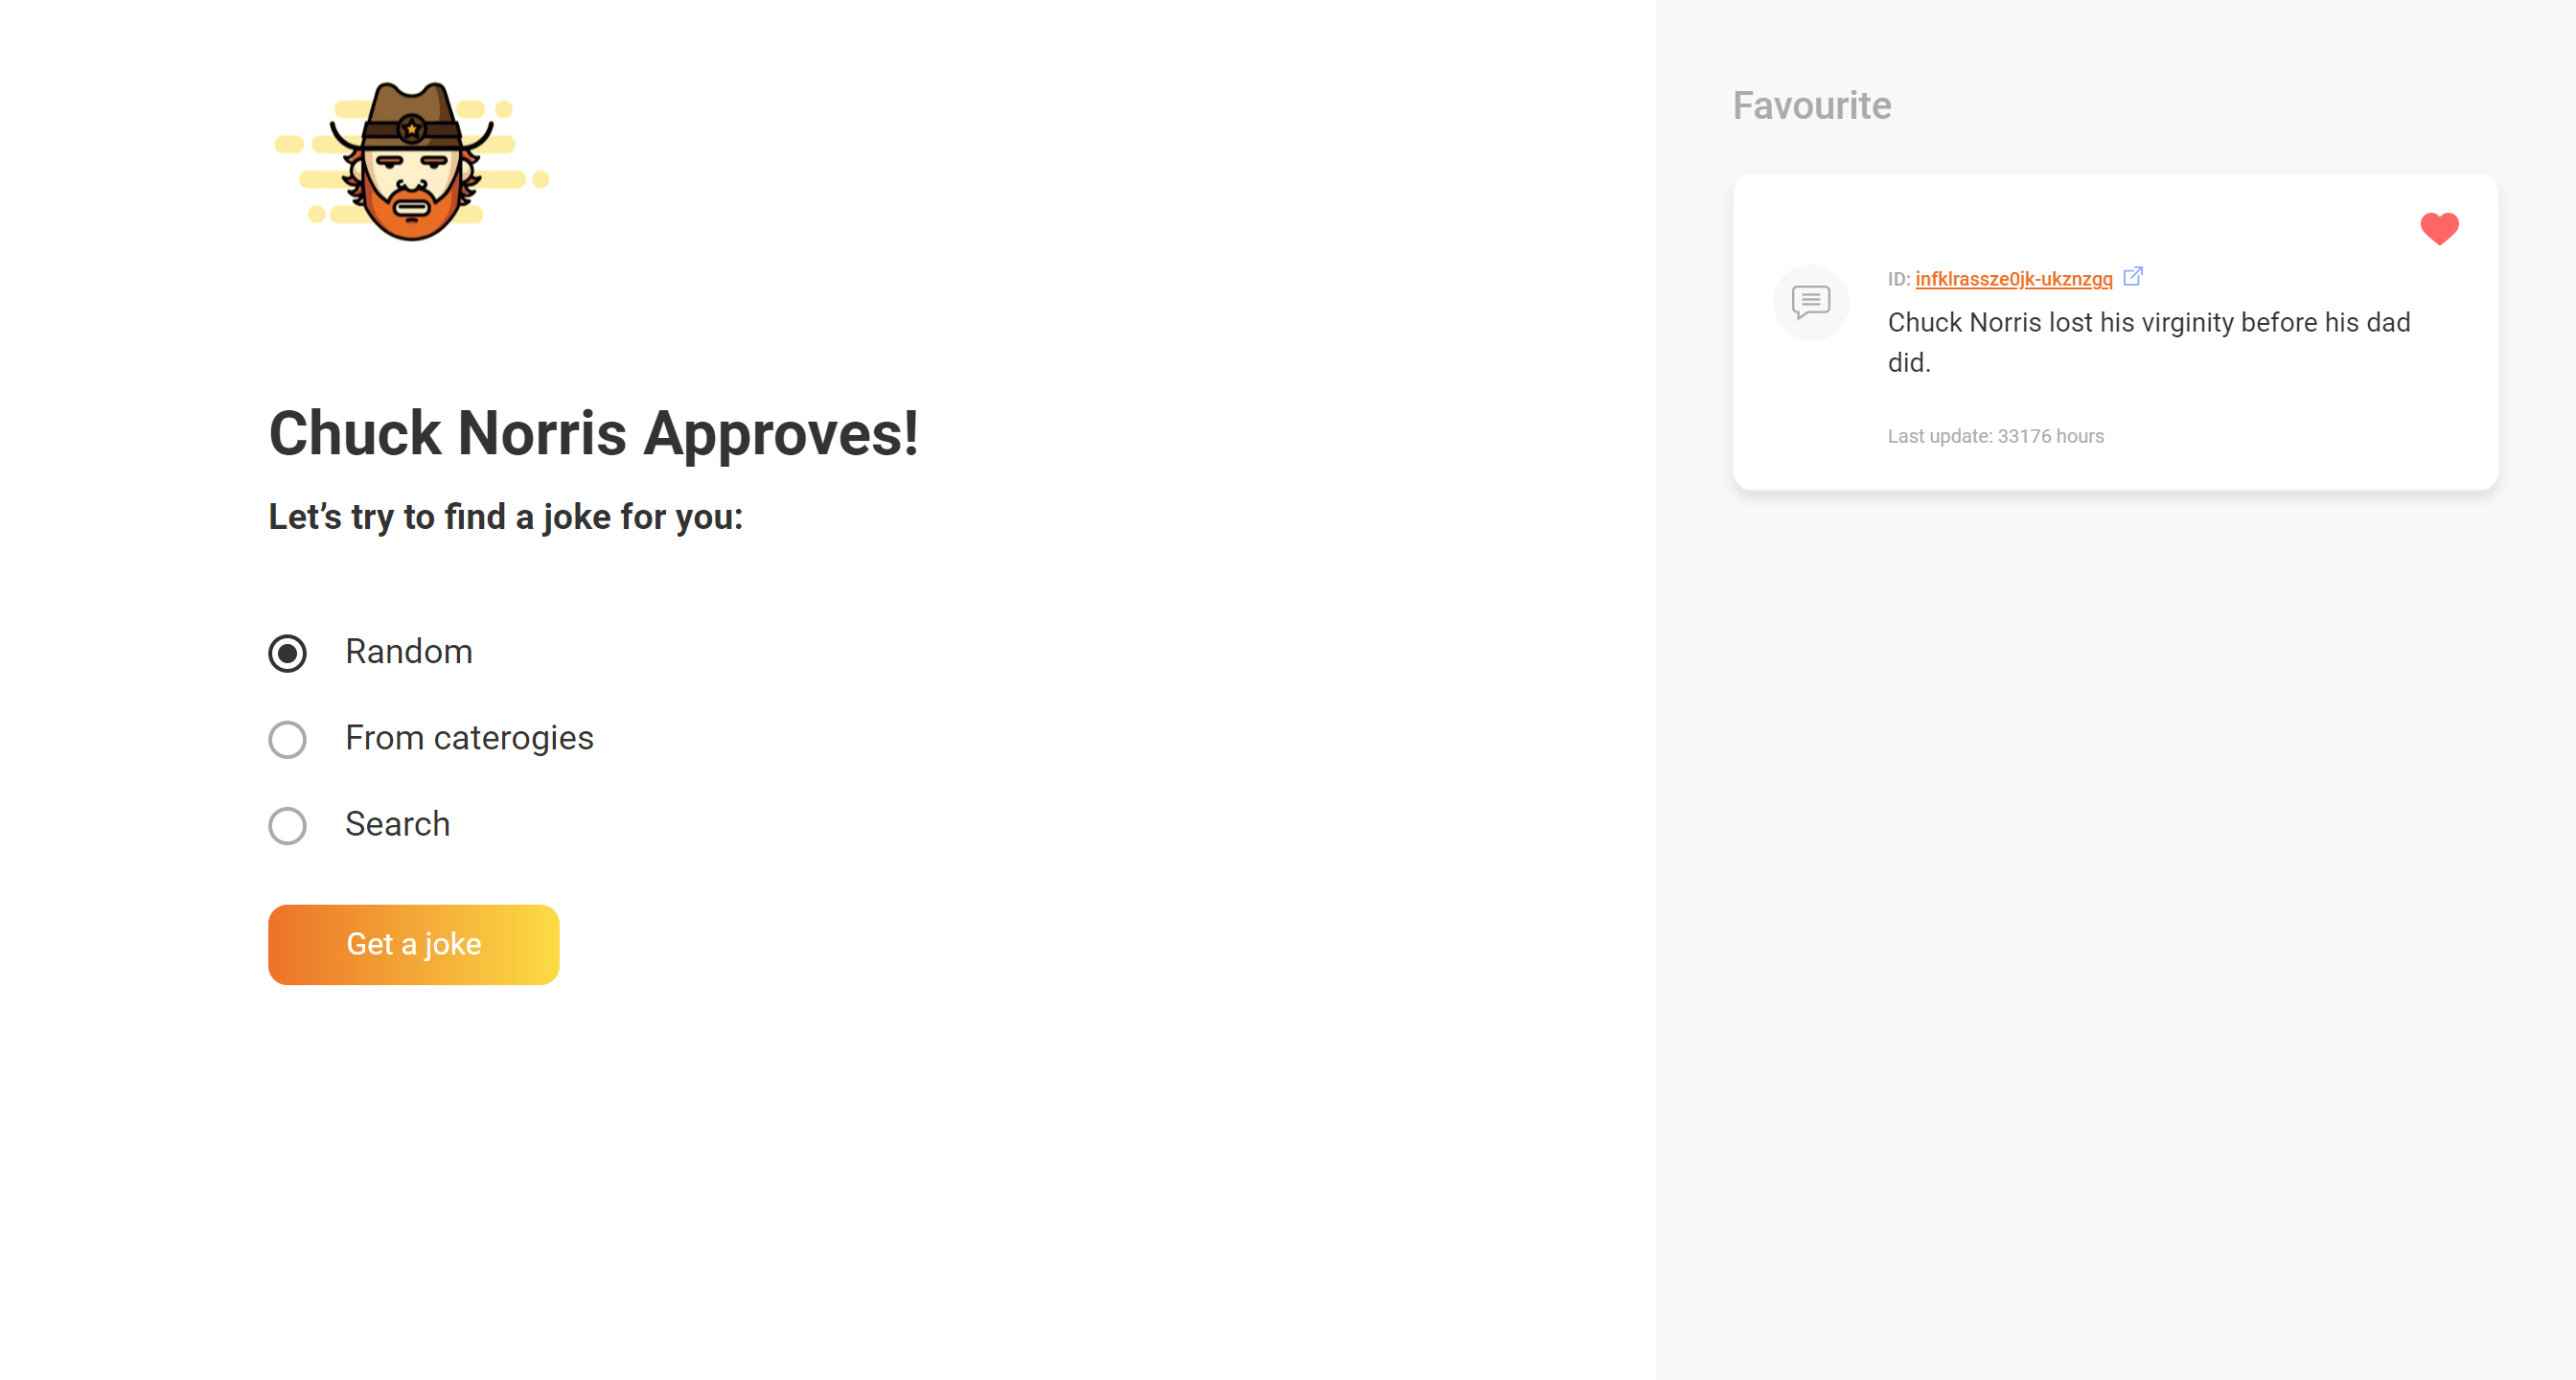 Chuck Norris Approves!
Let’s try to find a joke for you:
Random
From caterogies
Search
Get a joke
Favourite
ID: infklrassze0jk-ukznzgq
Chuck Norris lost his virginity before his dad
did.
Last update: 33176 hours